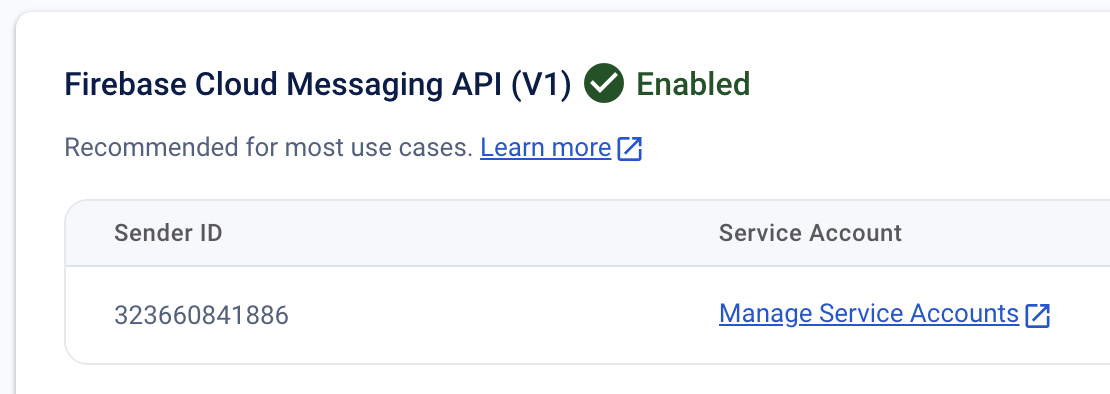 Firebase Cloud Messaging API (V1) Enabled
Recommended for most use cases. Learn more
Sender ID Service Account
323660841886 Manage Service Accounts